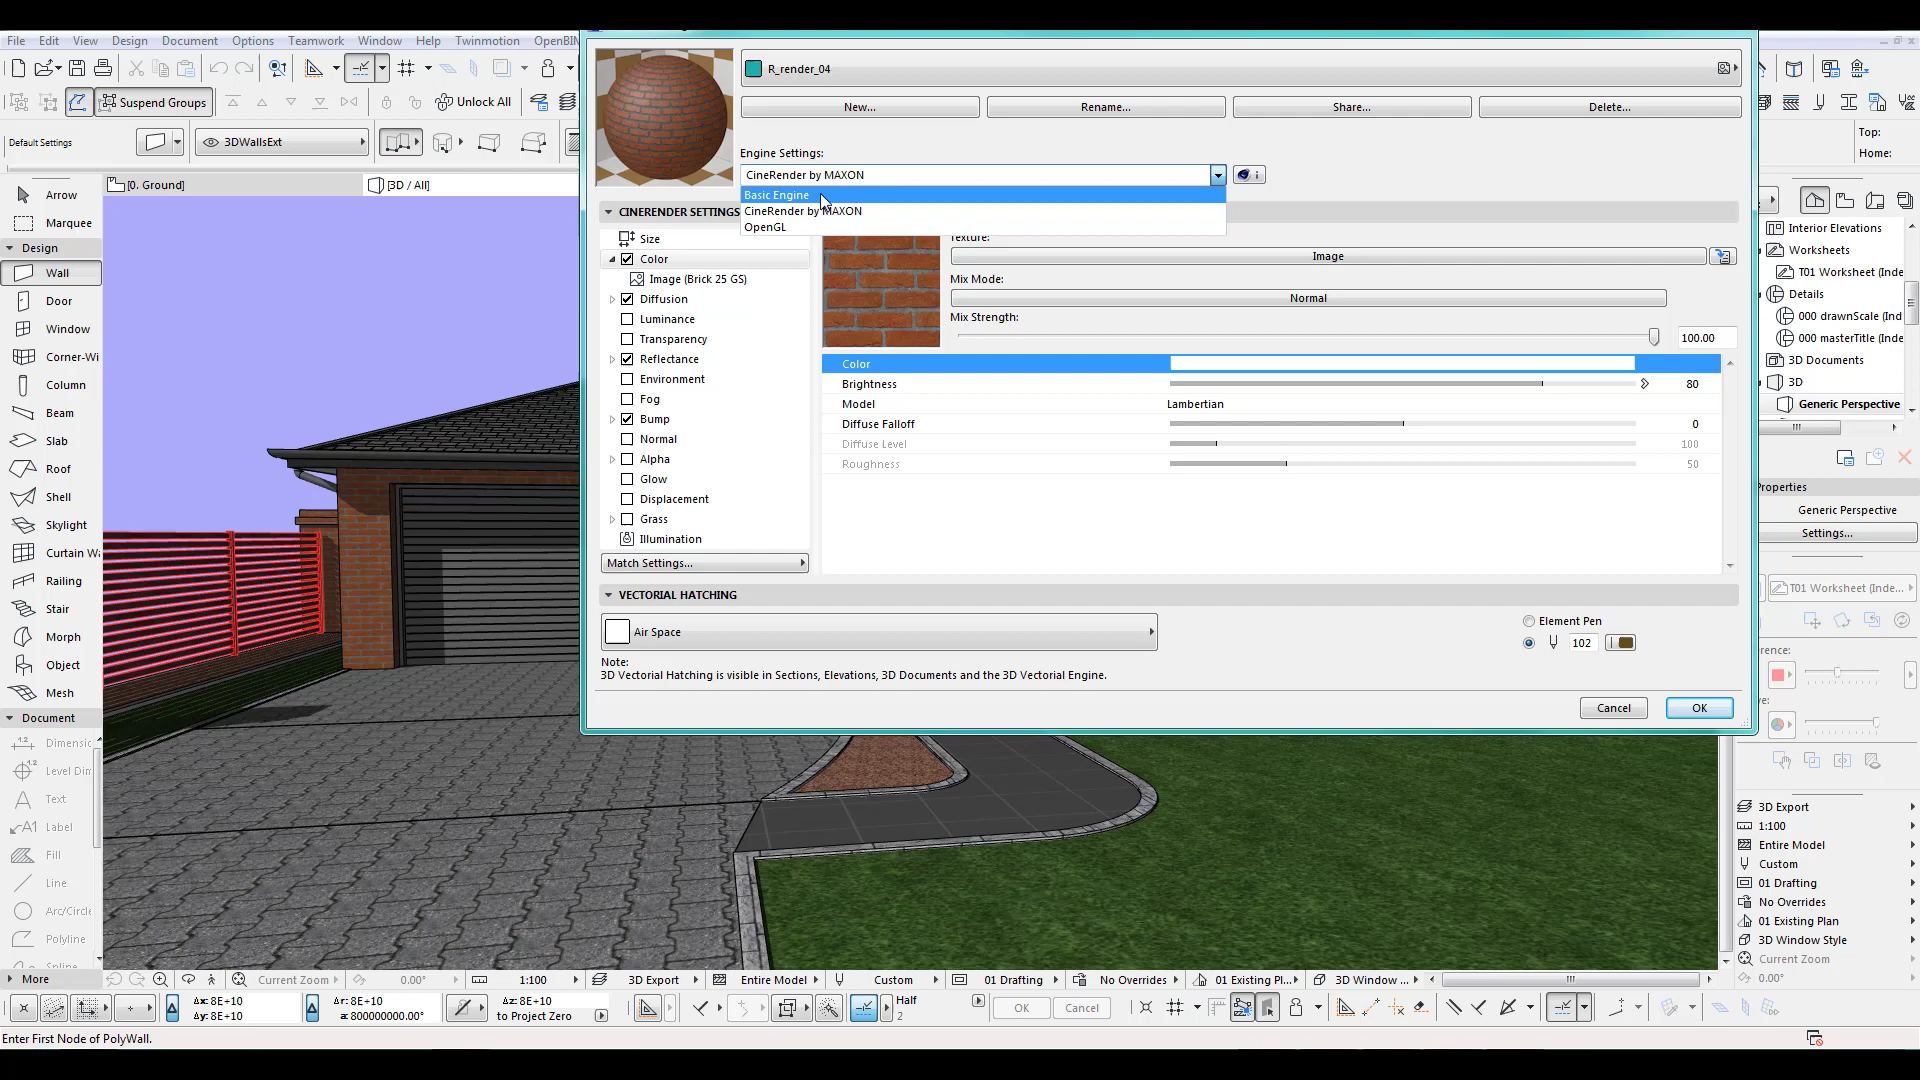 File Edit View Design Document Options Teamwork Window Help Twinmotion OpenBIM
Suspend Groups
Unlock All
Default Settings
3DWallsExt
[0. Ground]
[3D / All]
Arrow
Marquee
Design
Wall
Door
Window
Corner-Wi
Column
Beam
Slab
Roof
Shell
Skylight
Curtain Wa
Railing
Stair
Morph
Object
Mesh
Document
Dimensic
Level Dim
Text
Label
Fill
Line
Arc/Circle
Polyline
Spline
More
R_render_04
New...
Rename...
Share...
Delete...
Engine Settings:
CineRender by MAXON
Basic Engine
CineRender by MAXON
OpenGL
CINERENDER SETTINGS
Size
Color
Image (Brick 25 GS)
Diffusion
Luminance
Transparency
Reflectance
Environment
Fog
Bump
Normal
Alpha
Glow
Displacement
Grass
Illumination
Match Settings...
Texture:
Image
Mix Mode:
Normal
Mix Strength:
100.00
Color
Brightness 80
Model Lambertian
Diffuse Falloff 0
Diffuse Level 100
Roughness 50
VECTORIAL HATCHING
Air Space
Element Pen
102
Note:
3D Vectorial Hatching is visible in Sections, Elevations, 3D Documents and the 3D Vectorial Engine.
Cancel
OK
Top:
Home:
Interior Elevations
Worksheets
T01 Worksheet (Inde
Details
000 drawnScale (Ind
000 masterTitle (Inde
3D Documents
3D
Generic Perspective
Properties
Generic Perspective
Settings...
T01 Worksheet (Inde...
3D Export
1:100
Entire Model
Custom
01 Drafting
No Overrides
01 Existing Plan
3D Window Style
Current Zoom
0.00°
Current Zoom 0.00° 1:100 3D Export Entire Model Custom 01 Drafting No Overrides 01 Existing Pl... 3D Window ...
Δx: 8E+10
Δy: 8E+10
Δr: 8E+10
a: 800000000.00°
Δz: 8E+10
to Project Zero
Half
2
OK
Cancel
Enter First Node of PolyWall.